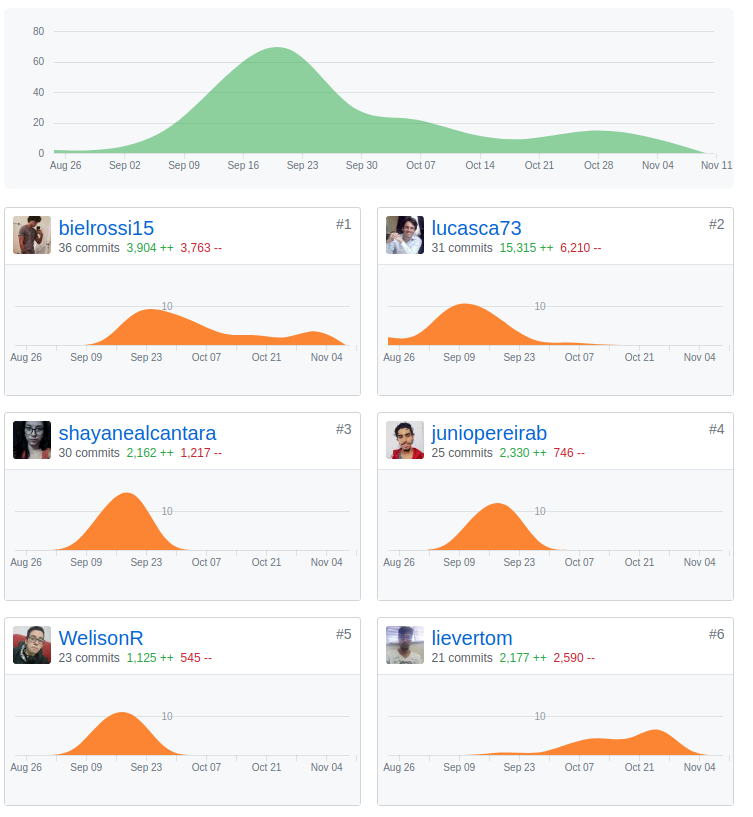 80
60
40
20
0
Aug 26 Sep 02 Sep 09 Sep 16 Sep 23 Sep 30 Oct 07 Oct 14 Oct 21 Oct 28 Nov 04 Nov 11
bielrossi15 #1
36 commits 3,904 ++ 3,763 --
10
Aug 26 Sep 09 Sep 23 Oct 07 Oct 21 Nov 04
lucasca73 #2
31 commits 15,315 ++ 6,210 --
10
Aug 26 Sep 09 Sep 23 Oct 07 Oct 21 Nov 04
shayanealcantara #3
30 commits 2,162 ++ 1,217 --
10
Aug 26 Sep 09 Sep 23 Oct 07 Oct 21 Nov 04
juniopereirab #4
25 commits 2,330 ++ 746 --
10
Aug 26 Sep 09 Sep 23 Oct 07 Oct 21 Nov 04
WelisonR #5
23 commits 1,125 ++ 545 --
10
Aug 26 Sep 09 Sep 23 Oct 07 Oct 21 Nov 04
lievertom #6
21 commits 2,177 ++ 2,590 --
10
Aug 26 Sep 09 Sep 23 Oct 07 Oct 21 Nov 04